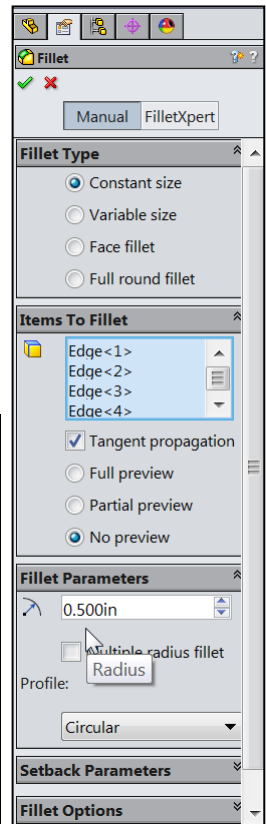 Fillet
?
Manual FilletXpert
Fillet Type
Constant size
Variable size
Face fillet
Full round fillet
Items To Fillet
Edge<1>
Edge<2>
Edge<3>
Edge<4>
Tangent propagation
Full preview
Partial preview
No preview
Fillet Parameters
0.500in
Multiple radius fillet
Radius
Profile:
Circular
Setback Parameters
Fillet Options